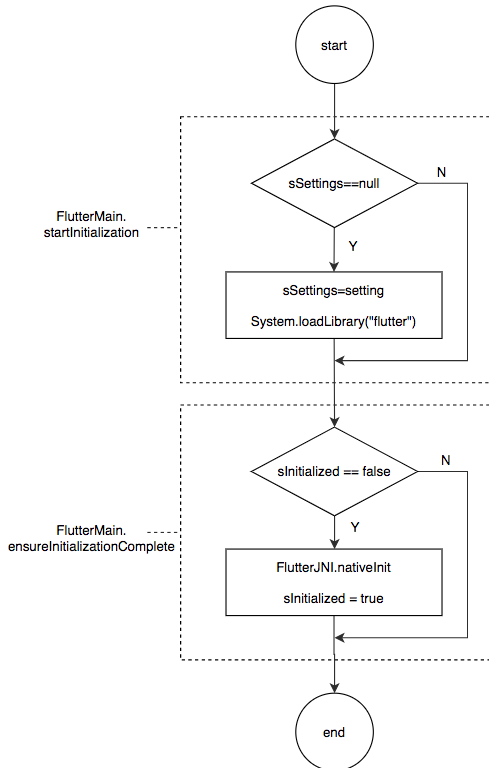 start
sSettings==null
N
FlutterMain.
startInitialization
Y
sSettings=setting
System.loadLibrary("flutter")
sInitialized == false
N
Y
FlutterMain.
ensureInitializationComplete
FlutterJNI.nativeInit
sInitialized = true
end